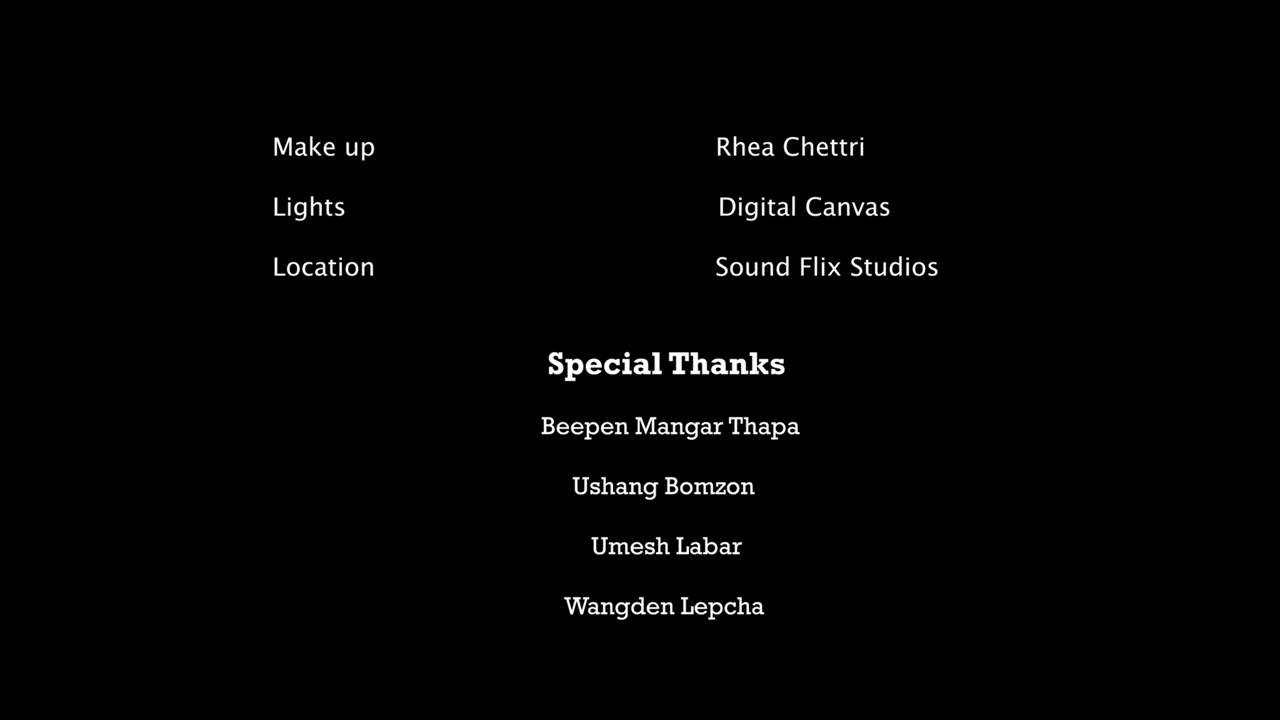 Make up Rhea Chettri
Lights Digital Canvas
Location Sound Flix Studios
Special Thanks
Beepen Mangar Thapa
Ushang Bomzon
Umesh Labar
Wangden Lepcha